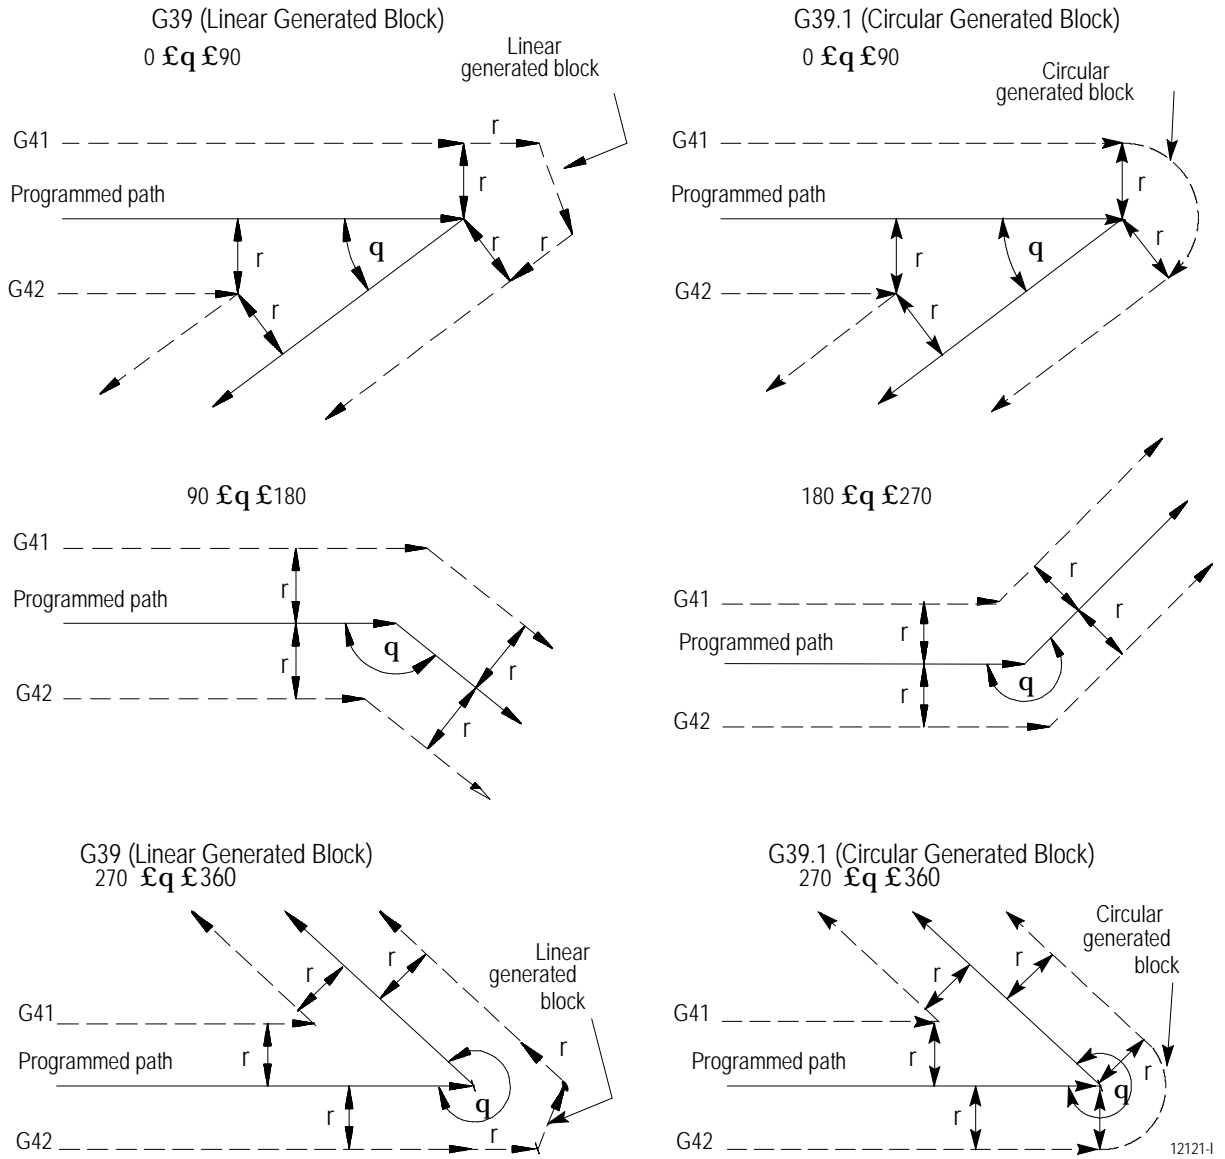 G39 (Linear Generated Block)
0 £q £90
Linear
generated block
G41
r
r
Programmed path
r
q
r
r
G42
r
G39.1 (Circular Generated Block)
0 £q £90
Circular
generated block
G41
r
Programmed path
r
q
r
G42
r
90 £q £180
G41
r
Programmed path
q
r
r
G42
r
180 £q £270
r
G41
r
r
Programmed path
q
r
G42
G39 (Linear Generated Block)
270 £q £360
Linear
generated
block
r
r
G41
r
Programmed path
r
q
r
G42
r
G39.1 (Circular Generated Block)
270 £q £360
Circular
generated
block
r
r
G41
r
Programmed path
r
q
r
G42
12121-I